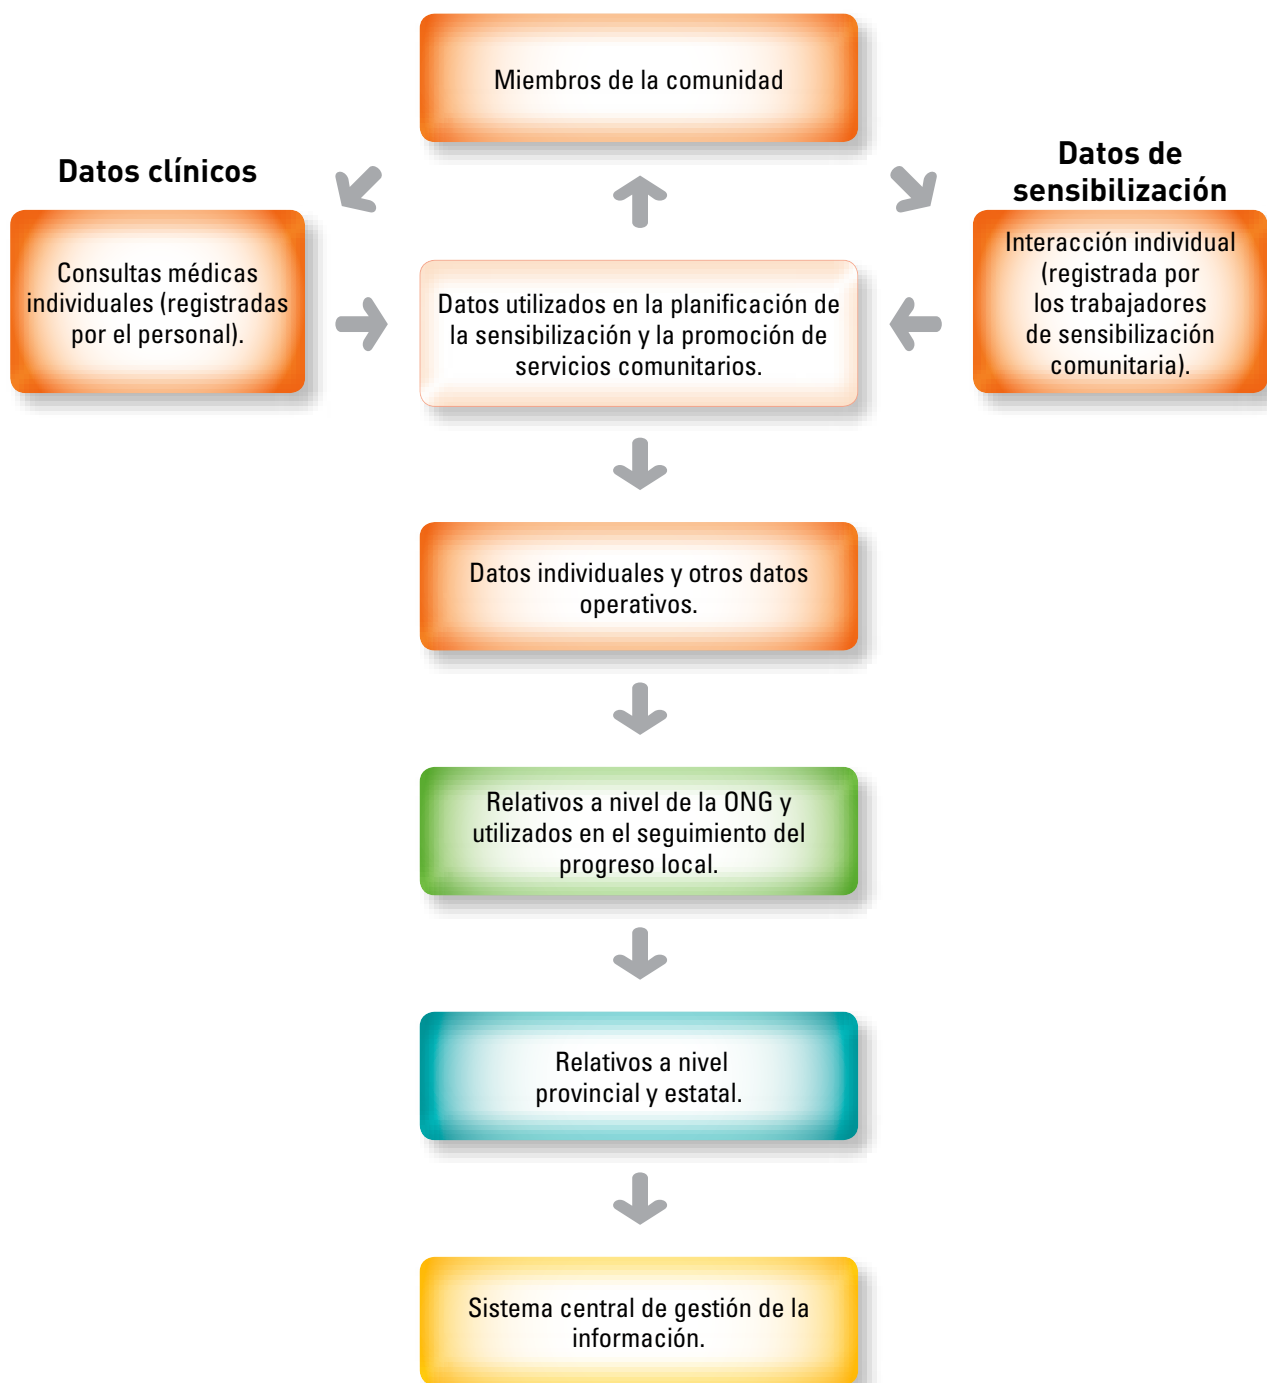 Miembros de la comunidad
Datos clínicos
Consultas médicas
individuales (registradas
por el personal).
Datos de
sensibilización
Interacción individual
(registrada por
los trabajadores
de sensibilización
comunitaria).
Datos utilizados en la planificación de
la sensibilización y la promoción de
servicios comunitarios.
Datos individuales y otros datos
operativos.
Relativos a nivel de la ONG y
utilizados en el seguimiento del
progreso local.
Relativos a nivel
provincial y estatal.
Sistema central de gestión de la
información.